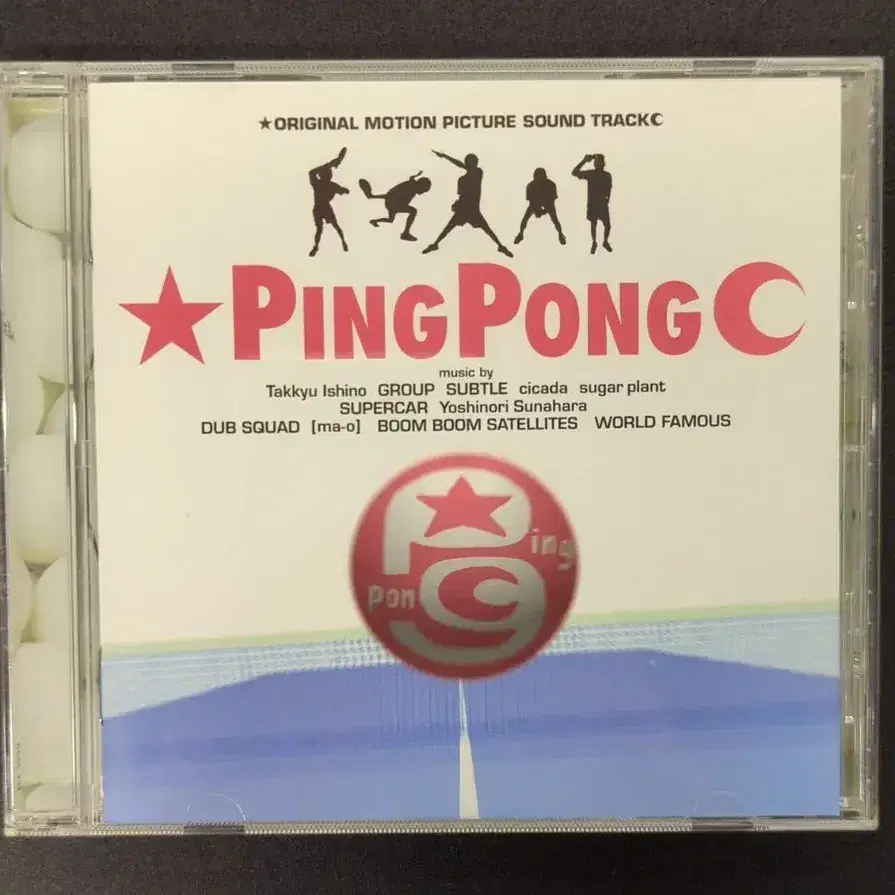 ★ORIGINAL MOTION PICTURE SOUND TRACK☾
★PINGPONG☾
music by
Takkyu Ishino GROUP SUBTLE cicada sugar plant
SUPERCAR Yoshinori Sunahara
DUB SQUAD [ma-o] BOOM BOOM SATELLITES WORLD FAMOUS
Ping
pong